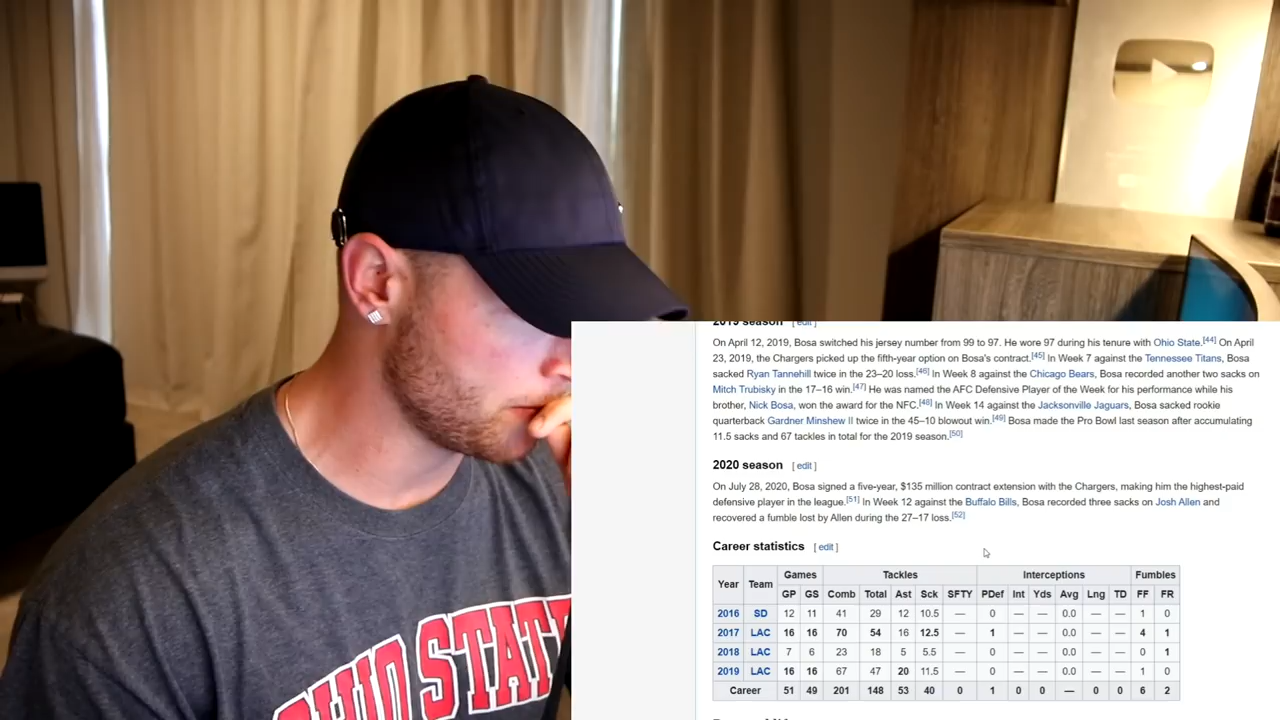 2019 season [ edit ]
On April 12, 2019, Bosa switched his jersey number from 99 to 97. He wore 97 during his tenure with Ohio State.[44] On April
23, 2019, the Chargers picked up the fifth-year option on Bosa's contract.[45] In Week 7 against the Tennessee Titans, Bosa
sacked Ryan Tannehill twice in the 23–20 loss.[46] In Week 8 against the Chicago Bears, Bosa recorded another two sacks on
Mitch Trubisky in the 17–16 win.[47] He was named the AFC Defensive Player of the Week for his performance while his
brother, Nick Bosa, won the award for the NFC.[48] In Week 14 against the Jacksonville Jaguars, Bosa sacked rookie
quarterback Gardner Minshew II twice in the 45–10 blowout win.[49] Bosa made the Pro Bowl last season after accumulating
11.5 sacks and 67 tackles in total for the 2019 season.[50]
2020 season [ edit ]
On July 28, 2020, Bosa signed a five-year, $135 million contract extension with the Chargers, making him the highest-paid
defensive player in the league.[51] In Week 12 against the Buffalo Bills, Bosa recorded three sacks on Josh Allen and
recovered a fumble lost by Allen during the 27–17 loss.[52]
Career statistics [ edit ]
Year Team Games Tackles Interceptions Fumbles
GP GS Comb Total Ast Sck SFTY PDef Int Yds Avg Lng TD FF FR
2016 SD 12 11 41 29 12 10.5 — 0 — — 0.0 — — 1 0
2017 LAC 16 16 70 54 16 12.5 — 1 — — 0.0 — — 4 1
2018 LAC 7 6 23 18 5 5.5 — 0 — — 0.0 — — 0 1
2019 LAC 16 16 67 47 20 11.5 — 0 — — 0.0 — — 1 0
Career 51 49 201 148 53 40 0 1 0 0 — 0 0 6 2
OHIO STAT